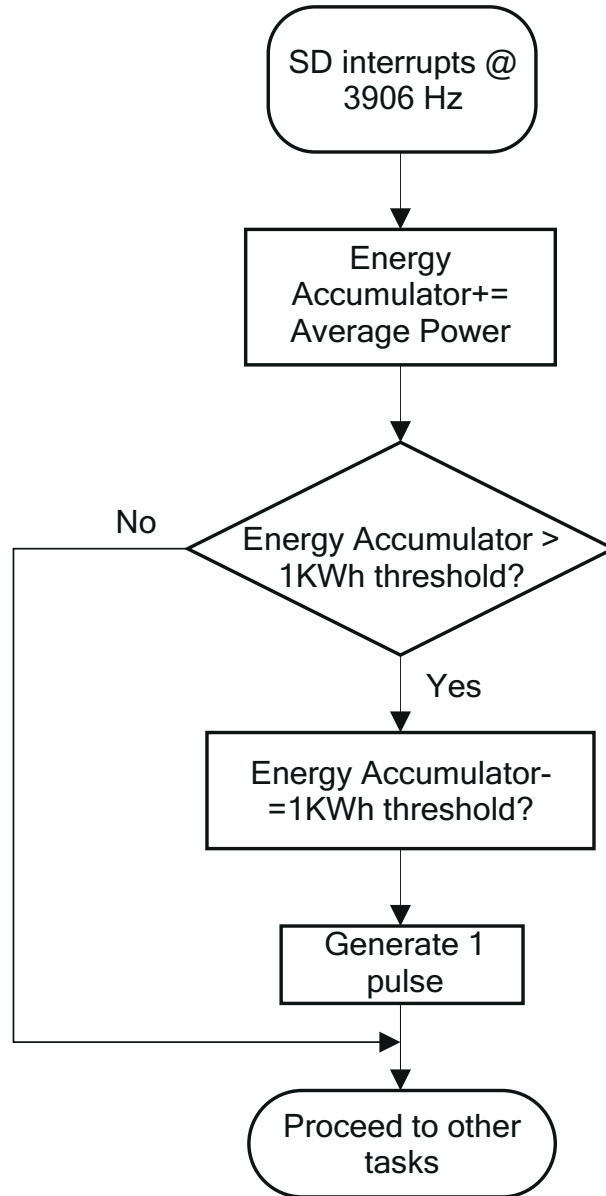 SD interrupts @
3906 Hz
Energy
Accumulator+=
Average Power
No
Energy Accumulator >
1KWh threshold?
Yes
Energy Accumulator-
=1KWh threshold?
Generate 1
pulse
Proceed to other
tasks